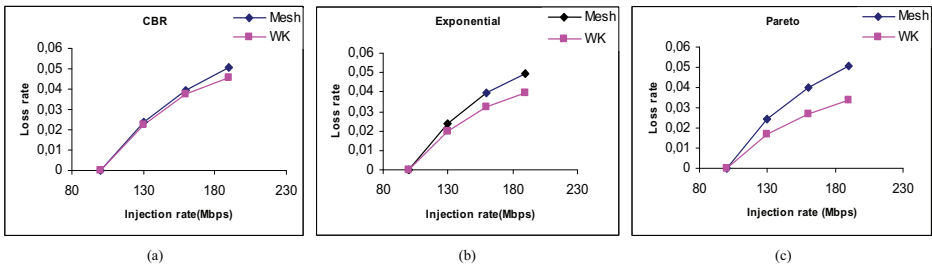 CBR
Mesh
WK
0,06
0,05
0,04
0,03
0,02
0,01
0
Loss rate
80 130 180 230
Injection rate(Mbps)
(a)
Exponential
Mesh
WK
0,06
0,05
0,04
0,03
0,02
0,01
0
Loss rate
80 130 180 230
Injection rate(Mbps)
(b)
Pareto
Mesh
WK
0,06
0,05
0,04
0,03
0,02
0,01
0
Loss rate
80 130 180 230
Injection rate (Mbps)
(c)